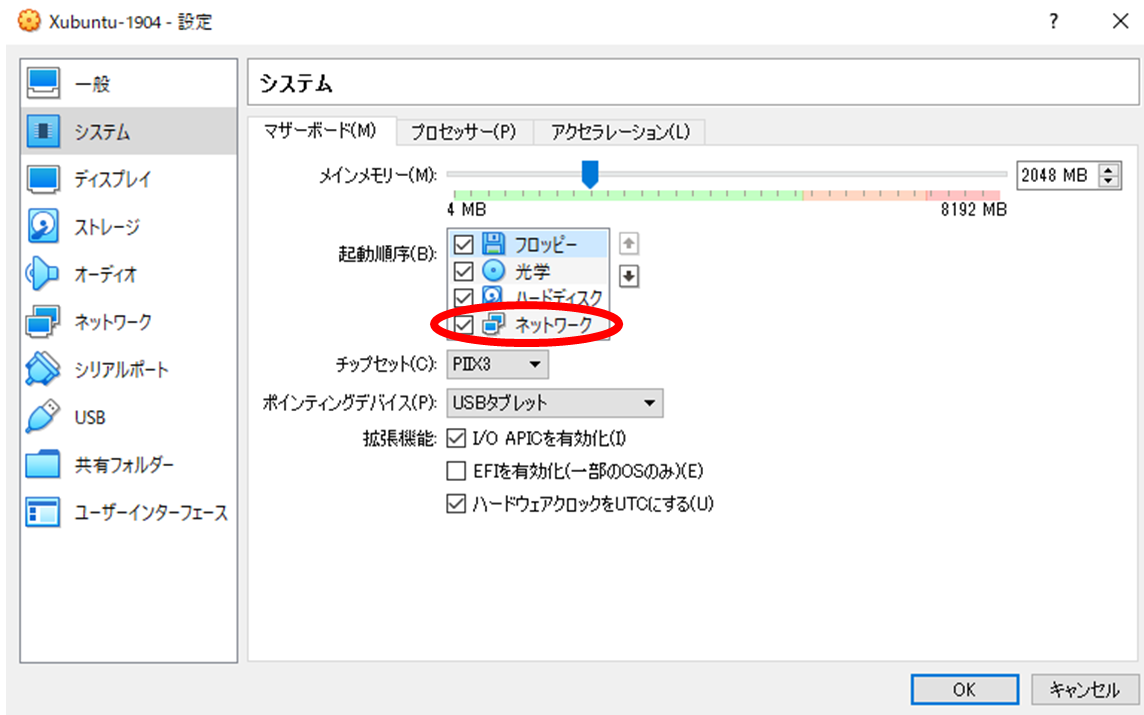 Xubuntu-1904 - 設定
?
一般
システム
ディスプレイ
ストレージ
オーディオ
ネットワーク
シリアルポート
USB
共有フォルダー
ユーザーインターフェース
システム
マザーボード(M) プロセッサー(P) アクセラレーション(L)
メインメモリー(M): 2048 MB
4 MB 8192 MB
起動順序(B): フロッピー
光学
ハードディスク
ネットワーク
チップセット(C): PIIX3
ポインティングデバイス(P): USBタブレット
拡張機能: I/O APICを有効化(I)
EFIを有効化(一部のOSのみ)(E)
ハードウェアクロックをUTCにする(U)
OK キャンセル